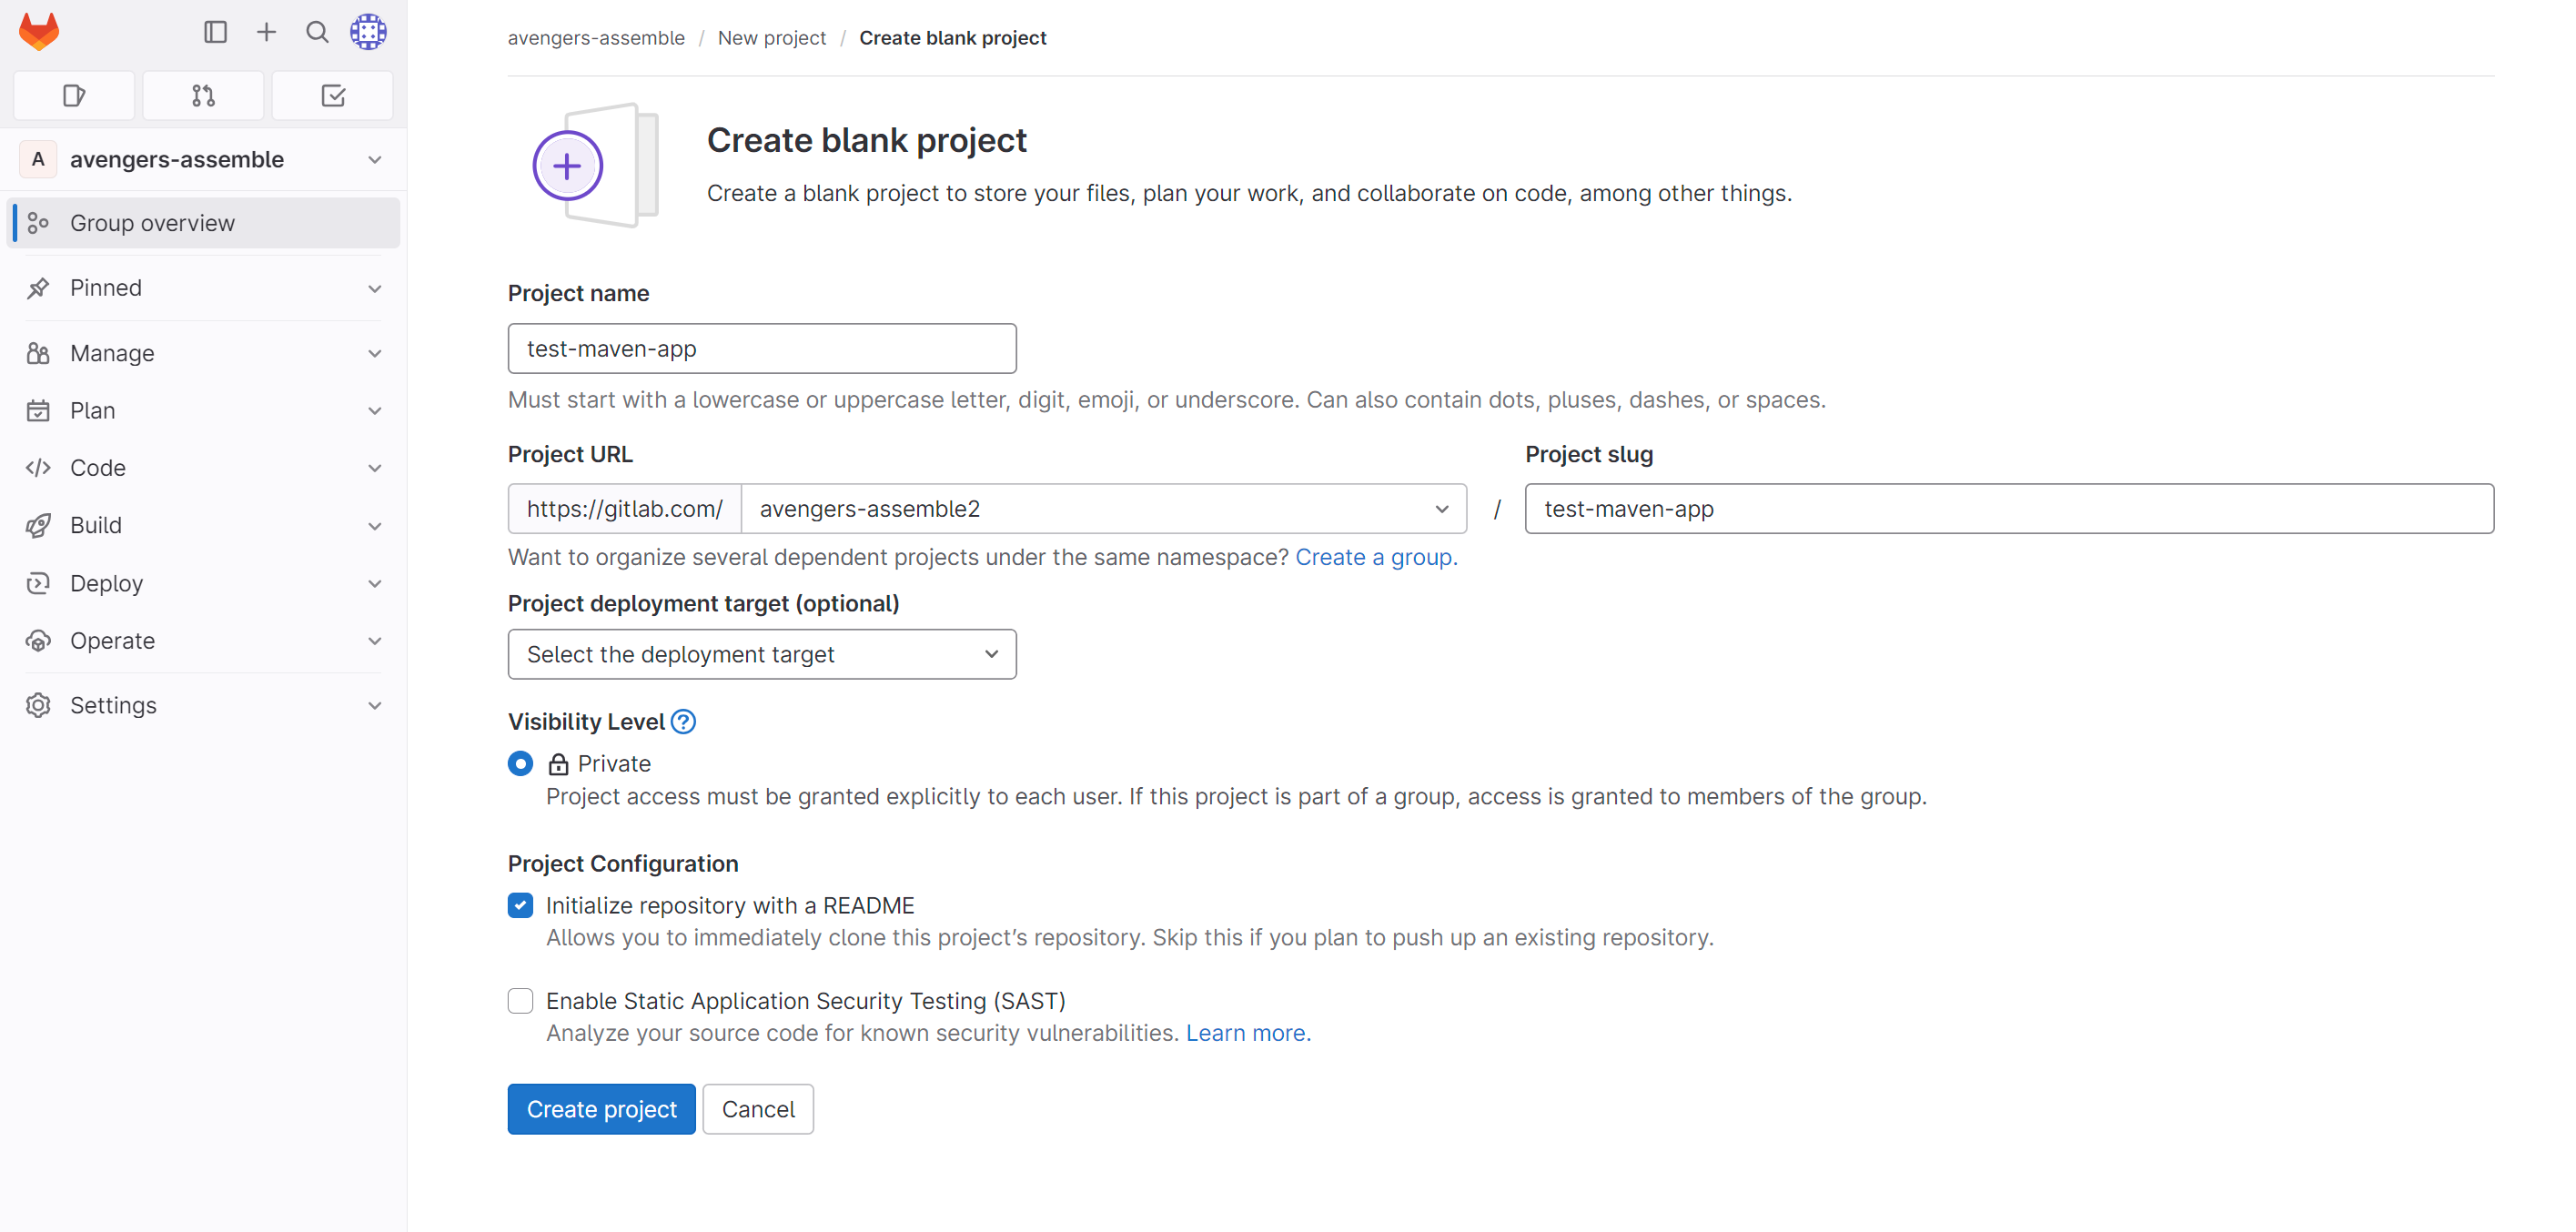 avengers-assemble / New project / Create blank project
A avengers-assemble
Group overview
Pinned
Manage
Plan
Code
Build
Deploy
Operate
Settings
Create blank project
Create a blank project to store your files, plan your work, and collaborate on code, among other things.
Project name
test-maven-app
Must start with a lowercase or uppercase letter, digit, emoji, or underscore. Can also contain dots, pluses, dashes, or spaces.
Project URL
Project slug
https://gitlab.com/ avengers-assemble2 / test-maven-app
Want to organize several dependent projects under the same namespace? Create a group.
Project deployment target (optional)
Select the deployment target
Visibility Level ?
Private
Project access must be granted explicitly to each user. If this project is part of a group, access is granted to members of the group.
Project Configuration
Initialize repository with a README
Allows you to immediately clone this project’s repository. Skip this if you plan to push up an existing repository.
Enable Static Application Security Testing (SAST)
Analyze your source code for known security vulnerabilities. Learn more.
Create project
Cancel